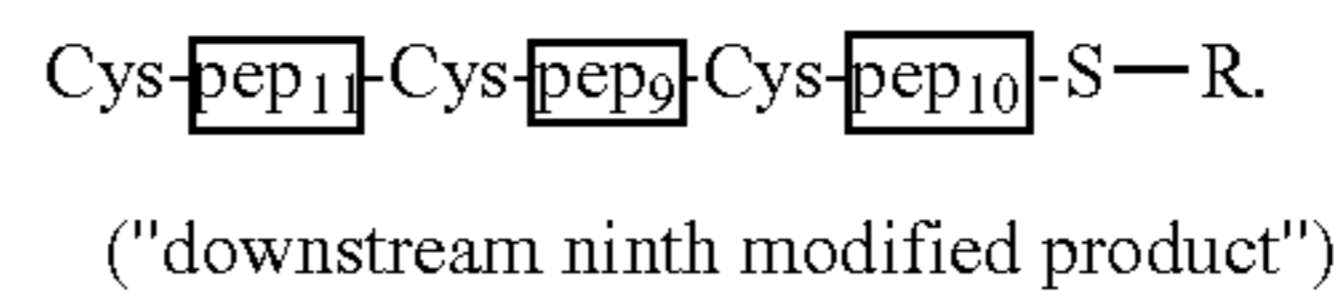 Cys-pep11-Cys-pep9-Cys-pep10-S—R.
("downstream ninth modified product")